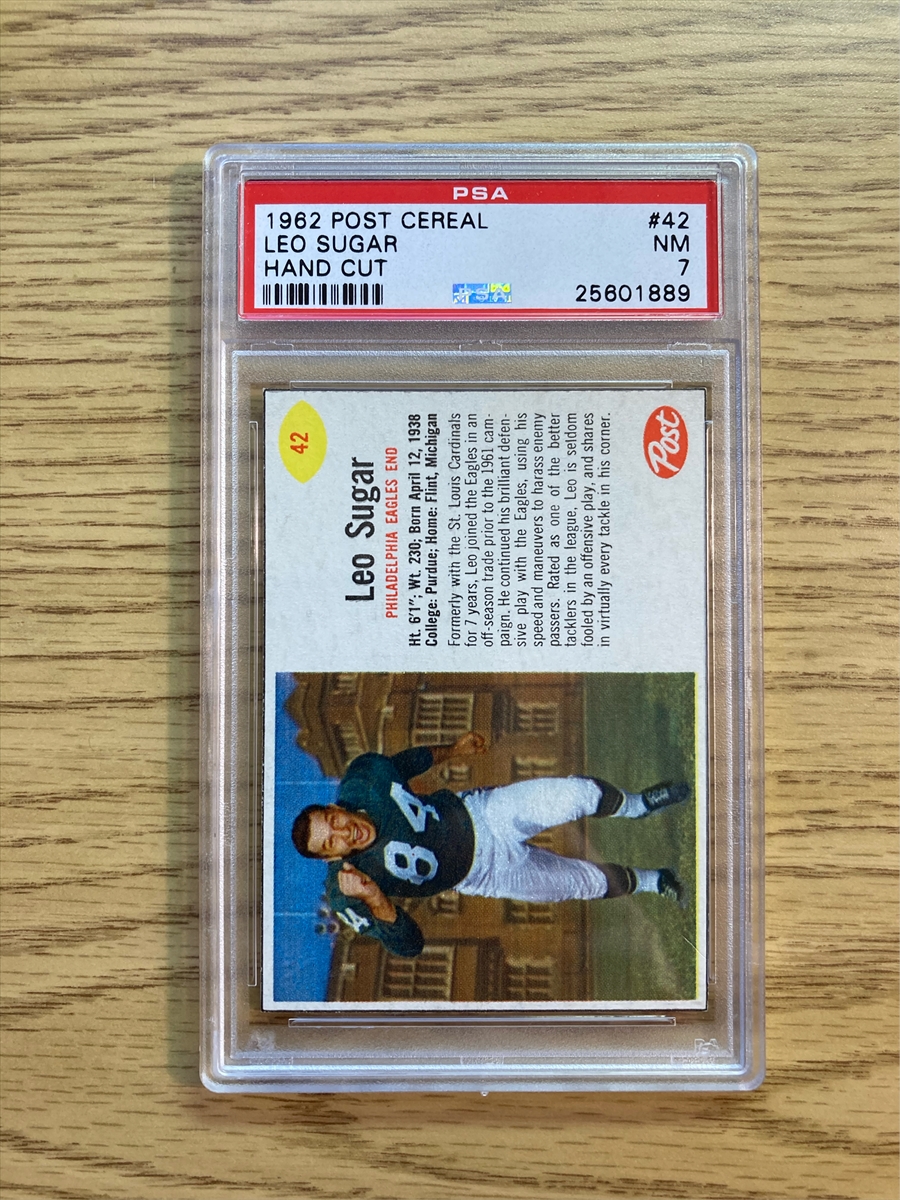 PSA
1962 POST CEREAL #42
LEO SUGAR NM
HAND CUT 7
25601889
42
Leo Sugar
PHILADELPHIA EAGLES END
Ht. 6'1"; Wt. 230; Born April 12, 1938
College: Purdue; Home: Flint, Michigan
Formerly with the St. Louis Cardinals
for 7 years, Leo joined the Eagles in an
off-season trade prior to the 1961 cam-
paign. He continued his brilliant defen-
sive play with the Eagles, using his
speed and maneuvers to harass enemy
passers. Rated as one of the better
tacklers in the league, Leo is seldom
fooled by an offensive play, and shares
in virtually every tackle in his corner.
Post
84
4